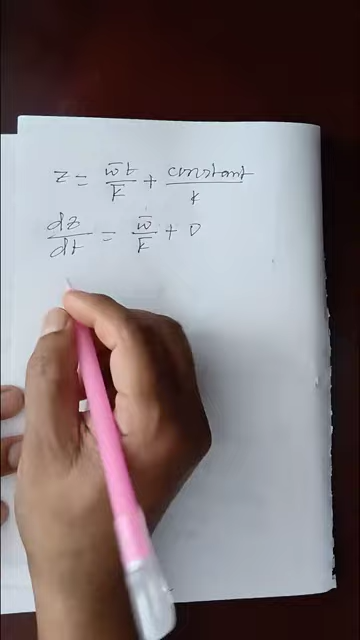 z = w̄t/k̄ + constant/k
dz/dt = w̄/k̄ + 0